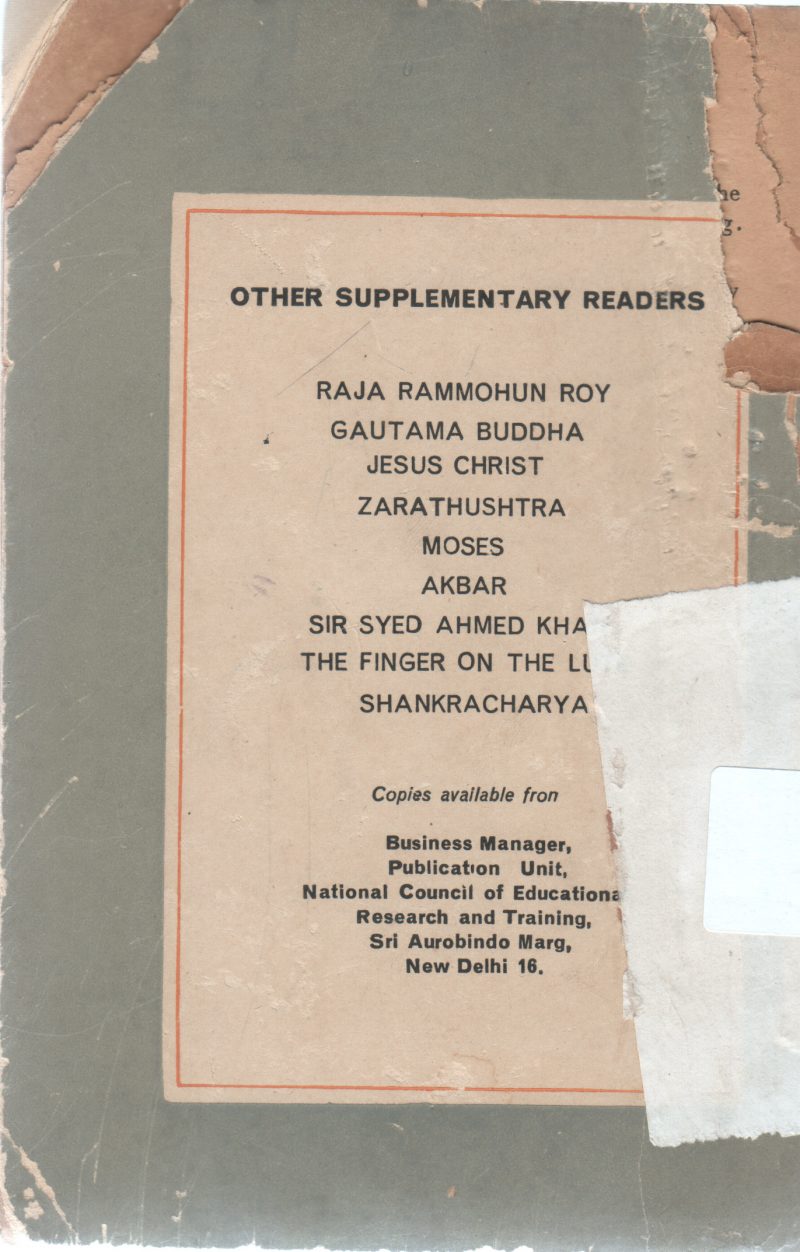 he
g.
OTHER SUPPLEMENTARY READERS
RAJA RAMMOHUN ROY
GAUTAMA BUDDHA
JESUS CHRIST
ZARATHUSHTRA
MOSES
AKBAR
SIR SYED AHMED KHA
THE FINGER ON THE LU
SHANKRACHARYA
Copies available fron
Business Manager,
Publication Unit,
National Council of Educationa
Research and Training,
Sri Aurobindo Marg,
New Delhi 16.